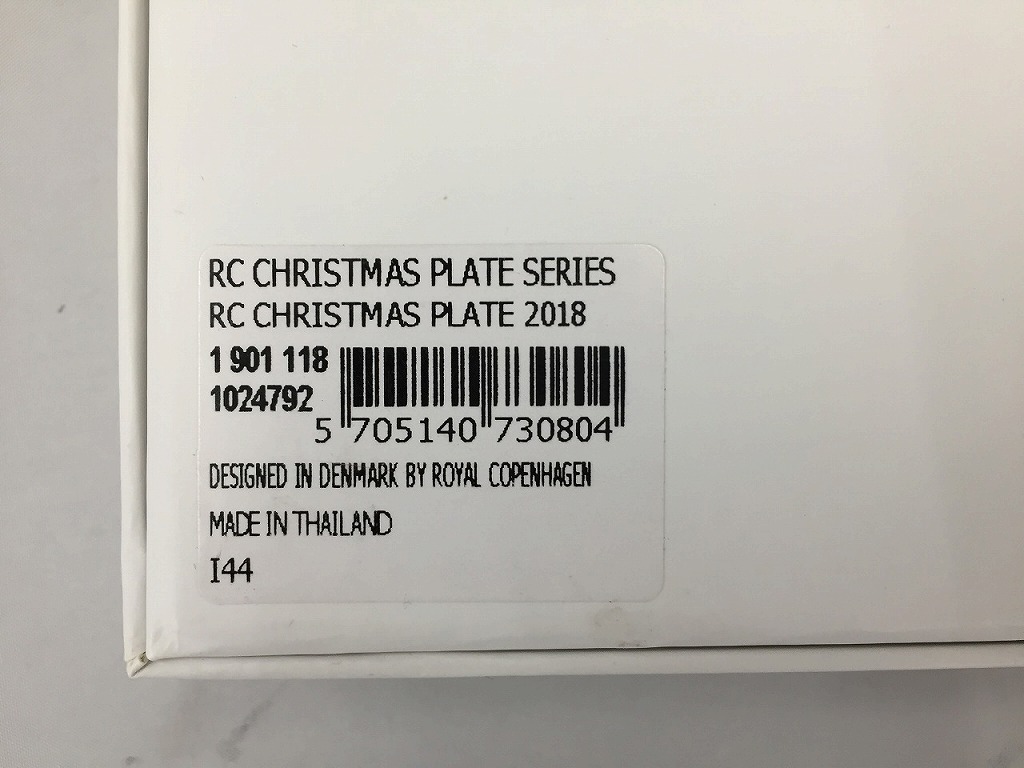 RC CHRISTMAS PLATE SERIES
RC CHRISTMAS PLATE 2018
1 901 118
1024792
5 705140 730804
DESIGNED IN DENMARK BY ROYAL COPENHAGEN
MADE IN THAILAND
I44